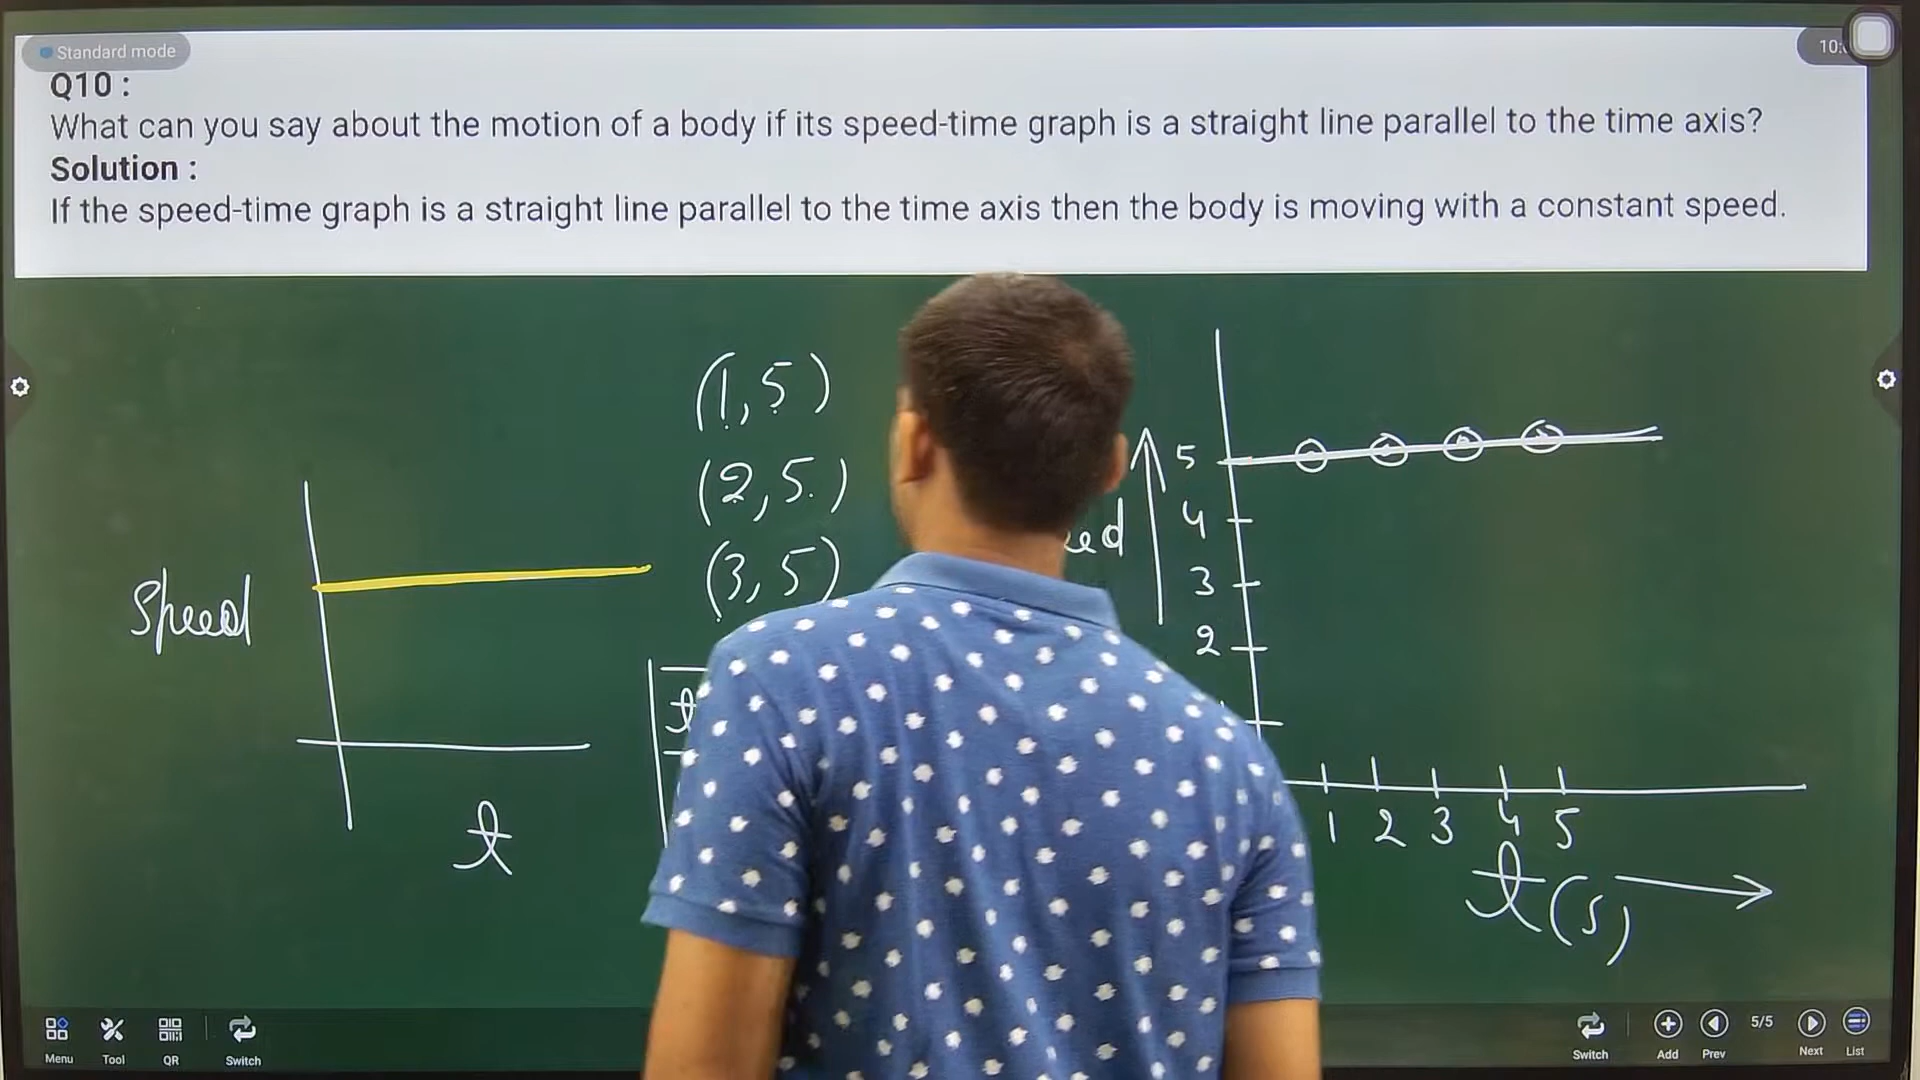 Standard mode
Q10 :
What can you say about the motion of a body if its speed-time graph is a straight line parallel to the time axis?
Solution :
If the speed-time graph is a straight line parallel to the time axis then the body is moving with a constant speed.
Speed
t
(1,5)
(2,5.)
(3,5)
t
5
4
3
2
1 2 3 4 5
t(s)
Menu Tool QR Switch
Switch Add Prev 5/5 Next List